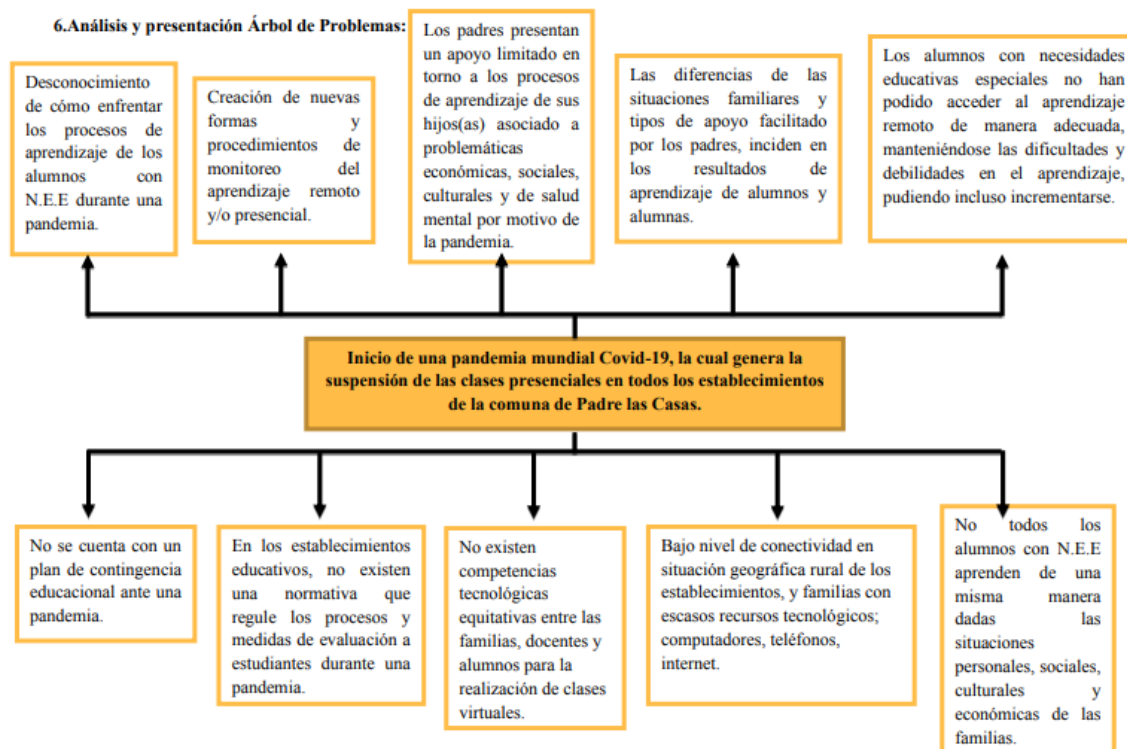 6.Análisis y presentación Árbol de Problemas:
Desconocimiento
de cómo enfrentar
los procesos de
aprendizaje de los
alumnos con
N.E.E durante una
pandemia.
Creación de nuevas
formas y
procedimientos de
monitoreo del
aprendizaje remoto
y/o presencial.
Los padres presentan
un apoyo limitado en
torno a los procesos
de aprendizaje de sus
hijos(as) asociado a
problemáticas
económicas, sociales,
culturales y de salud
mental por motivo de
la pandemia.
Las diferencias de las
situaciones familiares y
tipos de apoyo facilitado
por los padres, inciden en
los resultados de
aprendizaje de alumnos y
alumnas.
Los alumnos con necesidades
educativas especiales no han
podido acceder al aprendizaje
remoto de manera adecuada,
manteniéndose las dificultades y
debilidades en el aprendizaje,
pudiendo incluso incrementarse.
Inicio de una pandemia mundial Covid-19, la cual genera la
suspensión de las clases presenciales en todos los establecimientos
de la comuna de Padre las Casas.
No se cuenta con un
plan de contingencia
educacional ante una
pandemia.
En los establecimientos
educativos, no existen
una normativa que
regule los procesos y
medidas de evaluación a
estudiantes durante una
pandemia.
No existen
competencias
tecnológicas
equitativas entre las
familias, docentes y
alumnos para la
realización de clases
virtuales.
Bajo nivel de conectividad en
situación geográfica rural de los
establecimientos, y familias con
escasos recursos tecnológicos;
computadores, teléfonos,
internet.
No todos los
alumnos con N.E.E
aprenden de una
misma manera
dadas las
situaciones
personales, sociales,
culturales y
económicas de las
familias.